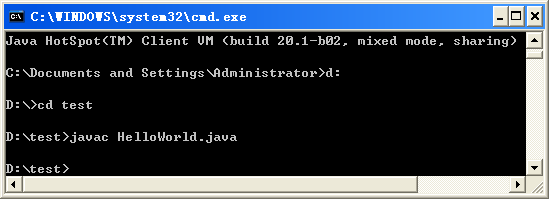 C:\WINDOWS\system32\cmd.exe
Java HotSpot(TM) Client VM (build 20.1-b02, mixed mode, sharing)
C:\Documents and Settings\Administrator>d:
D:\>cd test
D:\test>javac HelloWorld.java
D:\test>